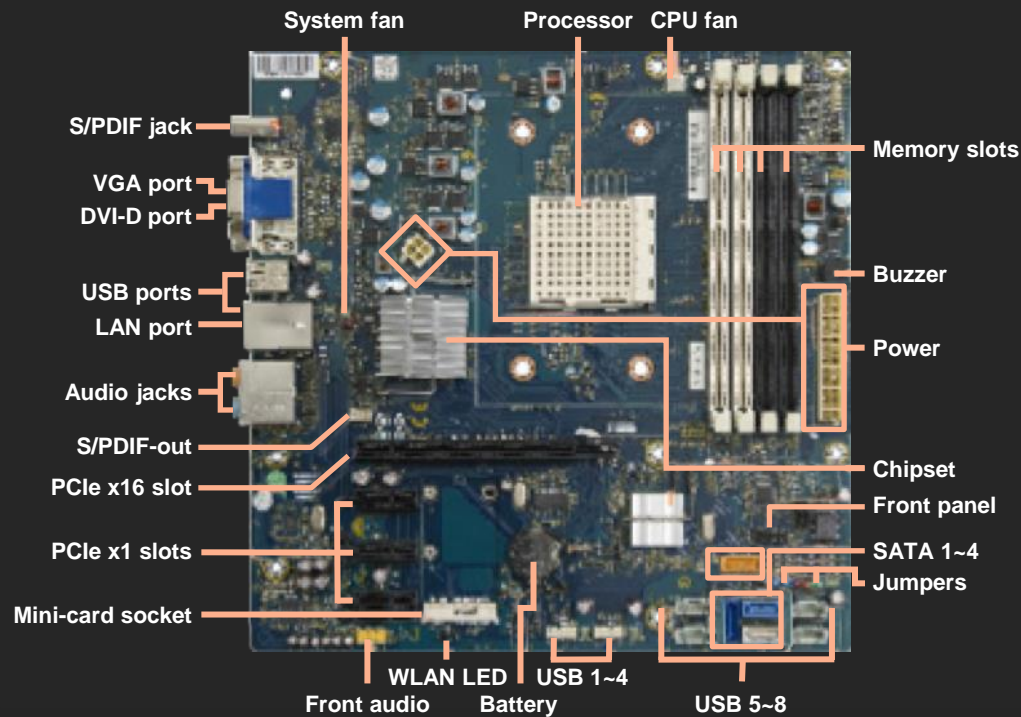 System fan
Processor
CPU fan
S/PDIF jack
Memory slots
VGA port
DVI-D port
Buzzer
USB ports
LAN port
Power
Audio jacks
S/PDIF-out
Chipset
PCIe x16 slot
Front panel
PCIe x1 slots
SATA 1~4
Jumpers
Mini-card socket
WLAN LED
USB 1~4
Front audio
Battery
USB 5~8